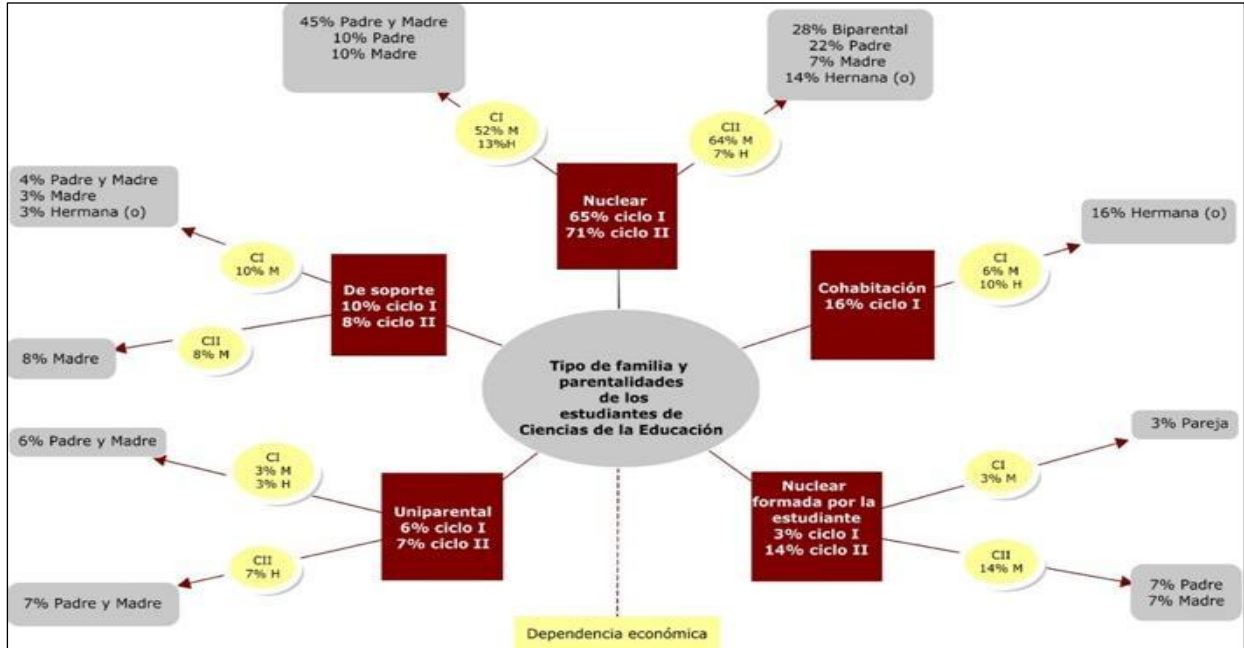 45% Padre y Madre
10% Padre
10% Madre
28% Biparental
22% Padre
7% Madre
14% Hernana (o)
CI
52% M
13%H
CII
64% M
7% H
Nuclear
65% ciclo I
71% ciclo II
4% Padre y Madre
3% Madre
3% Hermana (o)
CI
10% M
De soporte
10% ciclo I
8% ciclo II
CII
8% M
8% Madre
16% Hermana (o)
CI
6% M
10% H
Cohabitación
16% ciclo I
Tipo de familia y
parentalidades
de los
estudiantes de
Ciencias de la Educación
6% Padre y Madre
CI
3% M
3% H
Uniparental
6% ciclo I
7% ciclo II
CII
7% H
7% Padre y Madre
3% Pareja
CI
3% M
Nuclear
formada por la
estudiante
3% ciclo I
14% ciclo II
CII
14% M
7% Padre
7% Madre
Dependencia económica